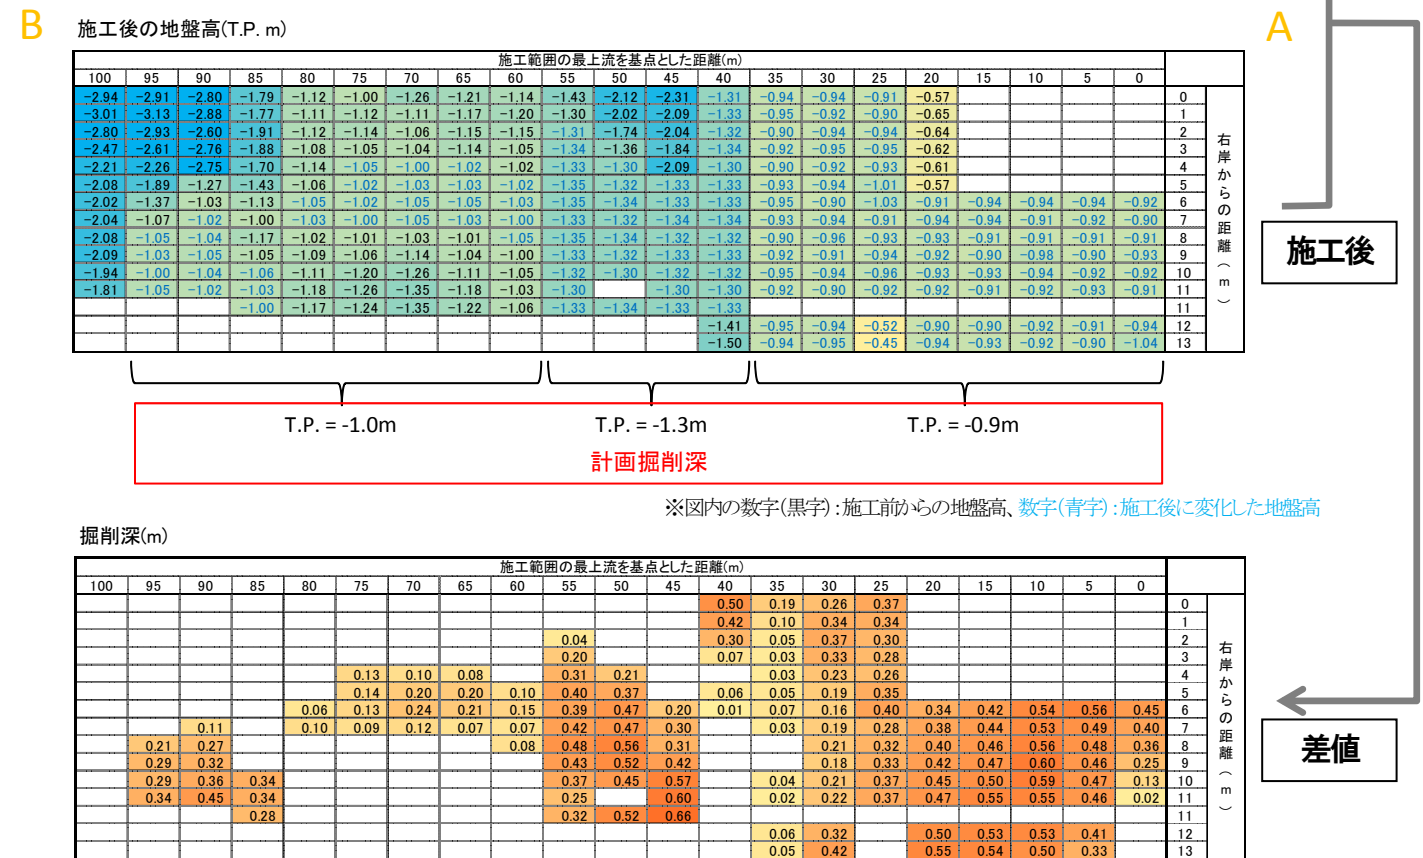 B
A
施工後の地盤高(T.P. m)
施工範囲の最上流を基点とした距離(m)
100 95 90 85 80 75 70 65 60 55 50 45 40 35 30 25 20 15 10 5 0
-2.94 -2.91 -2.80 -1.79 -1.12 -1.00 -1.26 -1.21 -1.14 -1.43 -2.12 -2.31 -1.31 -0.94 -0.94 -0.91 -0.57 0
-3.01 -3.13 -2.88 -1.77 -1.11 -1.12 -1.11 -1.17 -1.20 -1.30 -2.02 -2.09 -1.33 -0.95 -0.92 -0.90 -0.65 1
-2.80 -2.93 -2.60 -1.91 -1.12 -1.14 -1.06 -1.15 -1.15 -1.31 -1.74 -2.04 -1.32 -0.90 -0.94 -0.94 -0.64 2
-2.47 -2.61 -2.76 -1.88 -1.08 -1.05 -1.04 -1.14 -1.05 -1.34 -1.36 -1.84 -1.34 -0.92 -0.95 -0.95 -0.62 3
-2.21 -2.26 -2.75 -1.70 -1.14 -1.05 -1.00 -1.02 -1.02 -1.33 -1.30 -2.09 -1.30 -0.90 -0.92 -0.93 -0.61 4
-2.08 -1.89 -1.27 -1.43 -1.06 -1.02 -1.03 -1.03 -1.02 -1.35 -1.32 -1.33 -1.33 -0.93 -0.94 -1.01 -0.57 5
-2.02 -1.37 -1.03 -1.13 -1.05 -1.02 -1.05 -1.05 -1.03 -1.35 -1.34 -1.33 -1.33 -0.95 -0.90 -1.03 -0.91 -0.94 -0.94 -0.94 -0.92 6
-2.04 -1.07 -1.02 -1.00 -1.03 -1.00 -1.05 -1.03 -1.00 -1.33 -1.32 -1.34 -1.34 -0.93 -0.94 -0.91 -0.94 -0.94 -0.91 -0.92 -0.90 7
-2.08 -1.05 -1.04 -1.17 -1.02 -1.01 -1.03 -1.01 -1.05 -1.35 -1.34 -1.32 -1.32 -0.90 -0.96 -0.93 -0.93 -0.91 -0.91 -0.91 -0.91 8
-2.09 -1.03 -1.05 -1.05 -1.09 -1.06 -1.14 -1.04 -1.00 -1.33 -1.32 -1.33 -1.33 -0.92 -0.91 -0.94 -0.92 -0.90 -0.98 -0.90 -0.93 9
-1.94 -1.00 -1.04 -1.06 -1.11 -1.20 -1.26 -1.11 -1.05 -1.32 -1.30 -1.32 -1.33 -0.95 -0.94 -0.96 -0.93 -0.93 -0.94 -0.92 -0.92 10
-1.81 -1.05 -1.02 -1.03 -1.18 -1.26 -1.35 -1.18 -1.03 -1.30 -1.30 -1.30 -0.92 -0.90 -0.92 -0.92 -0.91 -0.92 -0.93 -0.91 11
-1.00 -1.17 -1.24 -1.35 -1.22 -1.06 -1.33 -1.34 -1.33 -1.33 11
-1.41 -0.95 -0.94 -0.52 -0.90 -0.90 -0.92 -0.91 -0.94 12
-1.50 -0.94 -0.95 -0.45 -0.94 -0.93 -0.92 -0.90 -1.04 13
右岸からの距離(m)
施工後
T.P. = -1.0m T.P. = -1.3m T.P. = -0.9m
計画掘削深
※図内の数字(黒字):施工前からの地盤高、数字(青字):施工後に変化した地盤高
掘削深(m)
施工範囲の最上流を基点とした距離(m)
100 95 90 85 80 75 70 65 60 55 50 45 40 35 30 25 20 15 10 5 0
0.50 0.19 0.26 0.37 0
0.42 0.10 0.34 0.34 1
0.04 0.30 0.05 0.37 0.30 2
0.20 0.07 0.03 0.33 0.28 3
0.13 0.10 0.08 0.31 0.21 0.03 0.23 0.26 4
0.14 0.20 0.20 0.10 0.40 0.37 0.06 0.05 0.19 0.35 5
0.06 0.13 0.24 0.21 0.15 0.39 0.47 0.20 0.01 0.07 0.16 0.40 0.34 0.42 0.54 0.56 0.45 6
0.11 0.10 0.09 0.12 0.07 0.07 0.42 0.47 0.30 0.03 0.19 0.28 0.38 0.44 0.53 0.49 0.40 7
0.21 0.27 0.08 0.48 0.56 0.31 0.21 0.32 0.40 0.46 0.56 0.48 0.36 8
0.29 0.32 0.43 0.52 0.42 0.18 0.33 0.42 0.47 0.60 0.46 0.25 9
0.29 0.36 0.34 0.37 0.45 0.57 0.04 0.21 0.37 0.45 0.50 0.59 0.47 0.13 10
0.34 0.45 0.34 0.25 0.60 0.02 0.22 0.37 0.47 0.55 0.55 0.46 0.02 11
0.28 0.32 0.52 0.66 11
0.06 0.32 0.50 0.53 0.53 0.41 12
0.05 0.42 0.55 0.54 0.50 0.33 13
右岸からの距離(m)
差値